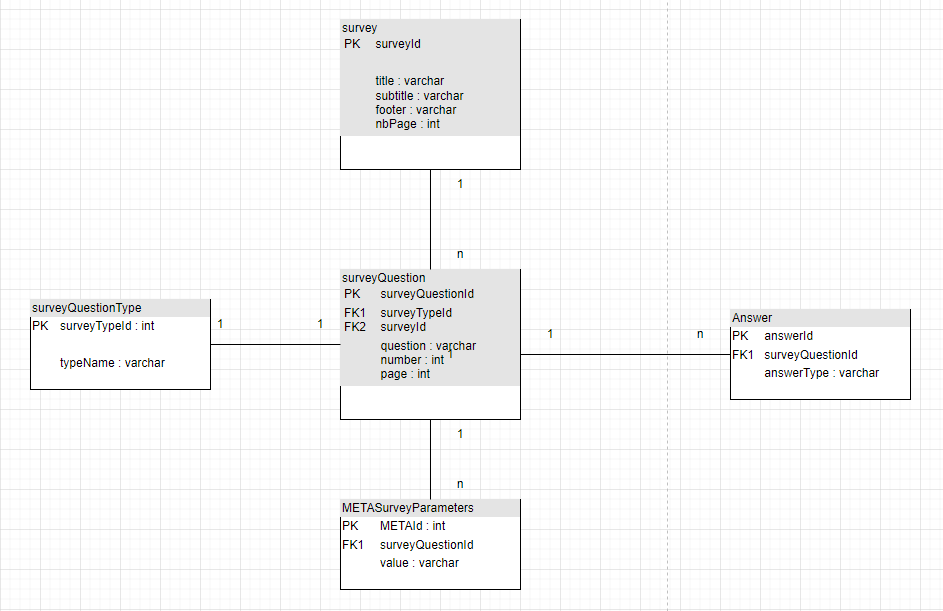 survey
PK surveyId
title : varchar
subtitle : varchar
footer : varchar
nbPage : int
1
n
surveyQuestion
PK surveyQuestionId
FK1 surveyTypeId
FK2 surveyId
question : varchar
number : int 1
page : int
surveyQuestionType
PK surveyTypeId : int
typeName : varchar
1 1
1 n
Answer
PK answerId
FK1 surveyQuestionId
answerType : varchar
1
n
METASurveyParameters
PK METAId : int
FK1 surveyQuestionId
value : varchar